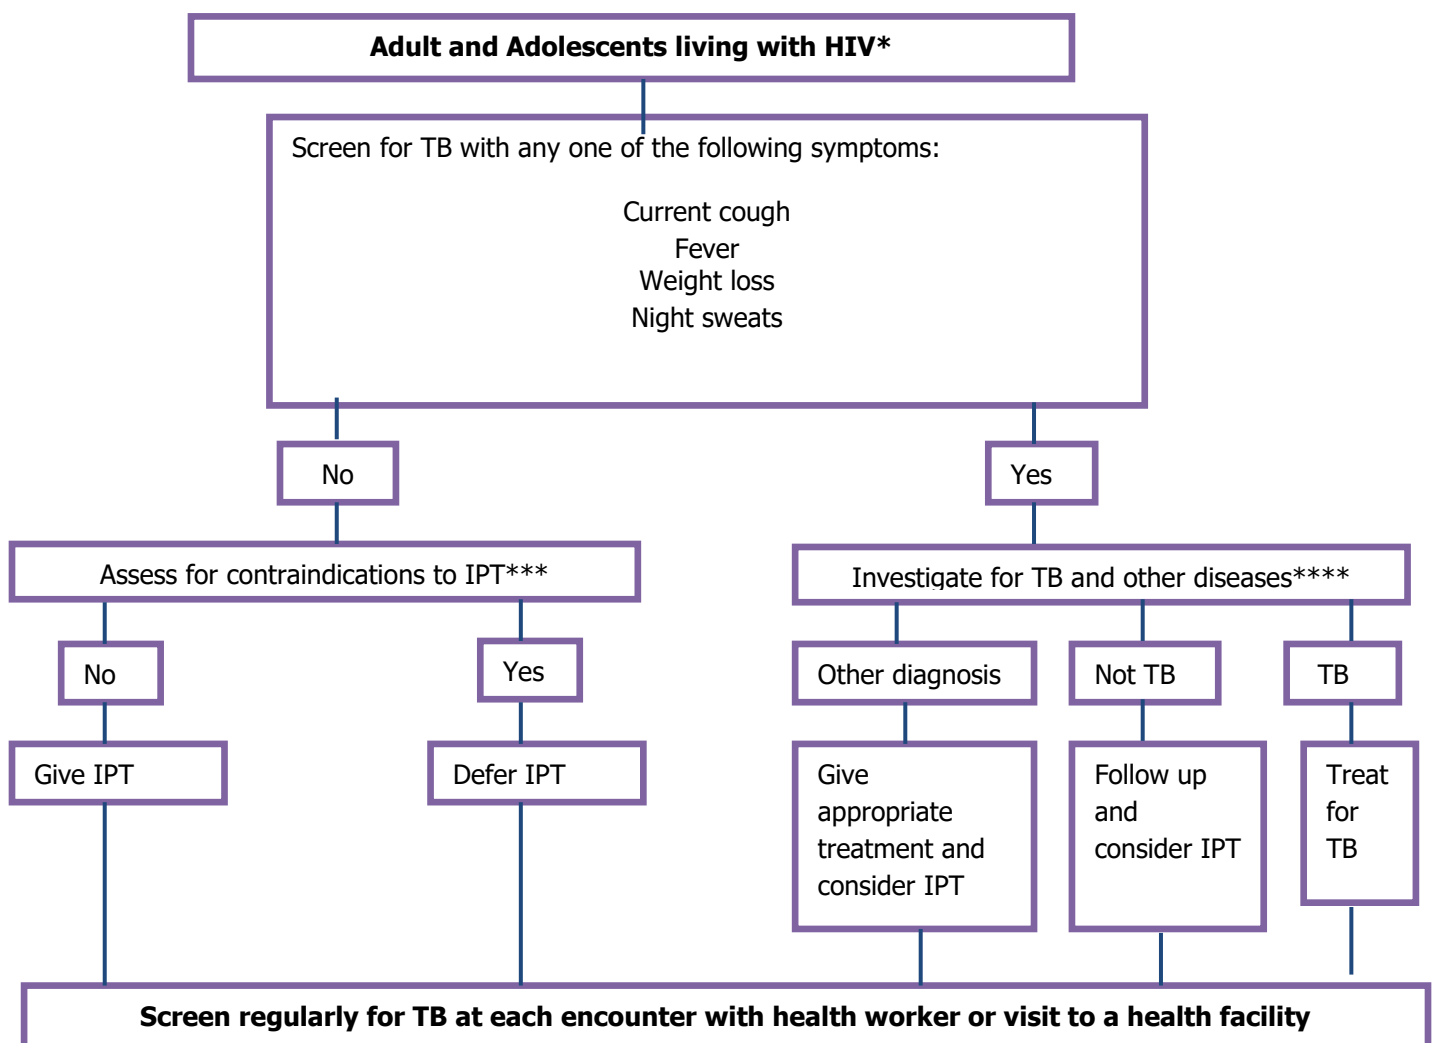 Adult and Adolescents living with HIV*
Screen for TB with any one of the following symptoms:
Current cough
Fever
Weight loss
Night sweats
No
Yes
Assess for contraindications to IPT***
Investigate for TB and other diseases****
No
Yes
Other diagnosis
Not TB
TB
Give IPT
Defer IPT
Give
appropriate
treatment and
consider IPT
Follow up
and
consider IPT
Treat
for
TB
Screen regularly for TB at each encounter with health worker or visit to a health facility